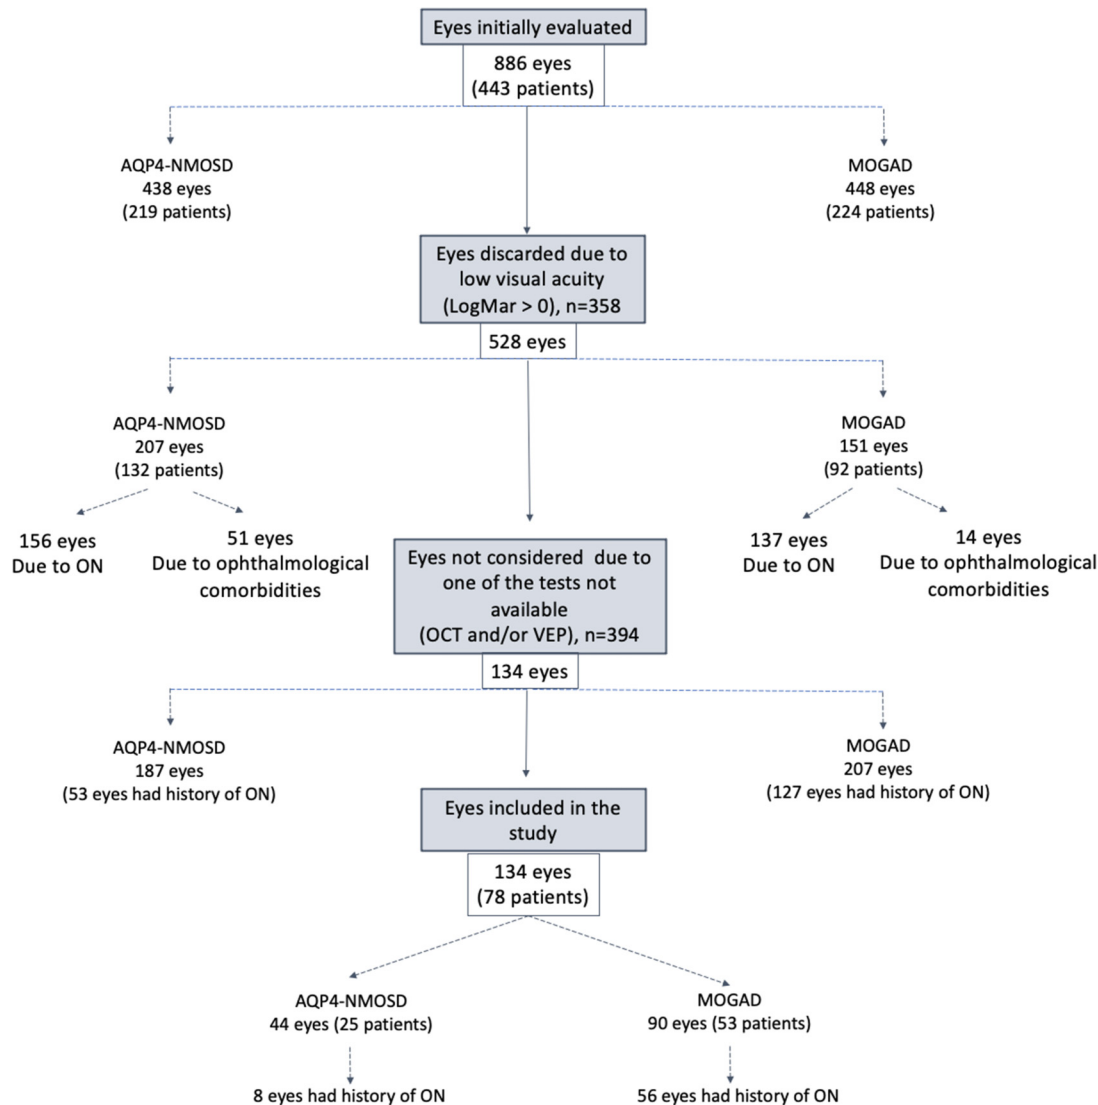 Eyes initially evaluated
886 eyes
(443 patients)
AQP4-NMOSD
438 eyes
(219 patients)
MOGAD
448 eyes
(224 patients)
Eyes discarded due to
low visual acuity
(LogMar > 0), n=358
528 eyes
AQP4-NMOSD
207 eyes
(132 patients)
MOGAD
151 eyes
(92 patients)
156 eyes
Due to ON
51 eyes
Due to ophthalmological
comorbidities
137 eyes
Due to ON
14 eyes
Due to ophthalmological
comorbidities
Eyes not considered due to
one of the tests not
available
(OCT and/or VEP), n=394
134 eyes
AQP4-NMOSD
187 eyes
(53 eyes had history of ON)
MOGAD
207 eyes
(127 eyes had history of ON)
Eyes included in the
study
134 eyes
(78 patients)
AQP4-NMOSD
44 eyes (25 patients)
MOGAD
90 eyes (53 patients)
8 eyes had history of ON
56 eyes had history of ON